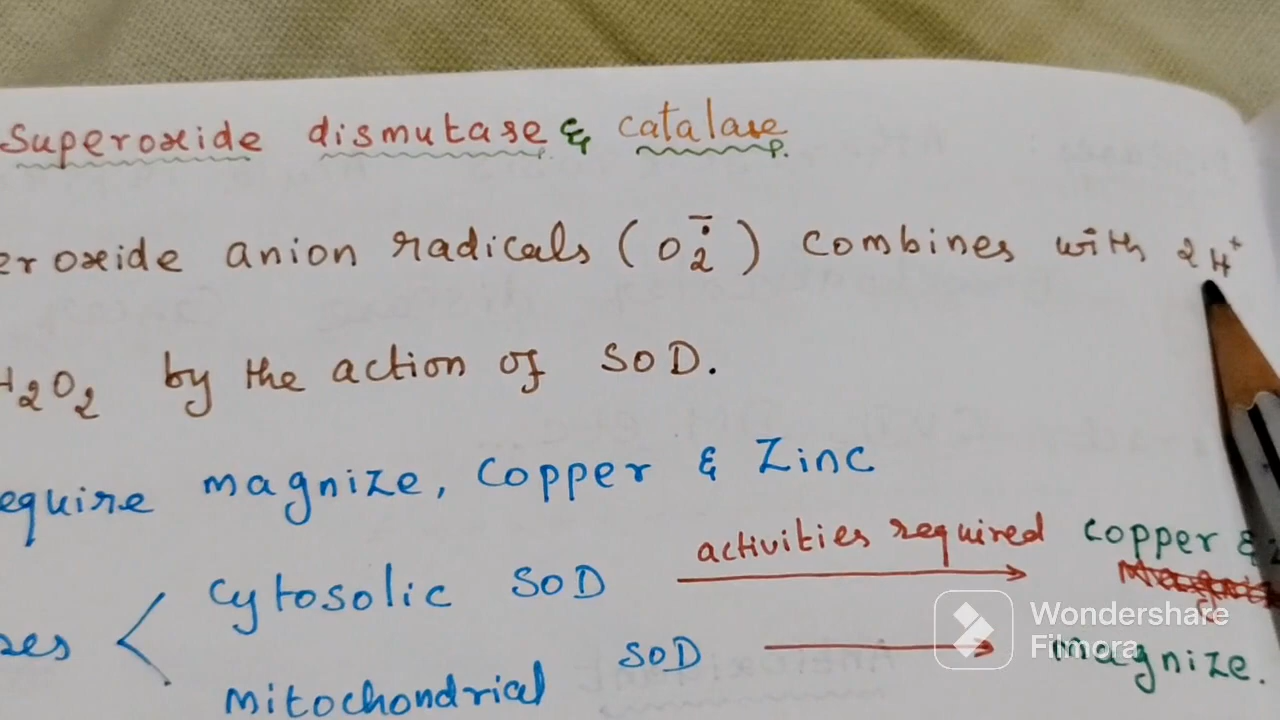 Superoxide dismutase & catalase
eroxide anion radicals (O₂⁻̇) combines with 2H⁺
H₂O₂ by the action of SOD.
equire magnize, copper & Zinc
activities required copper &
ses cytosolic SOD
mitochondrial SOD magnize.
Wondershare
Filmora